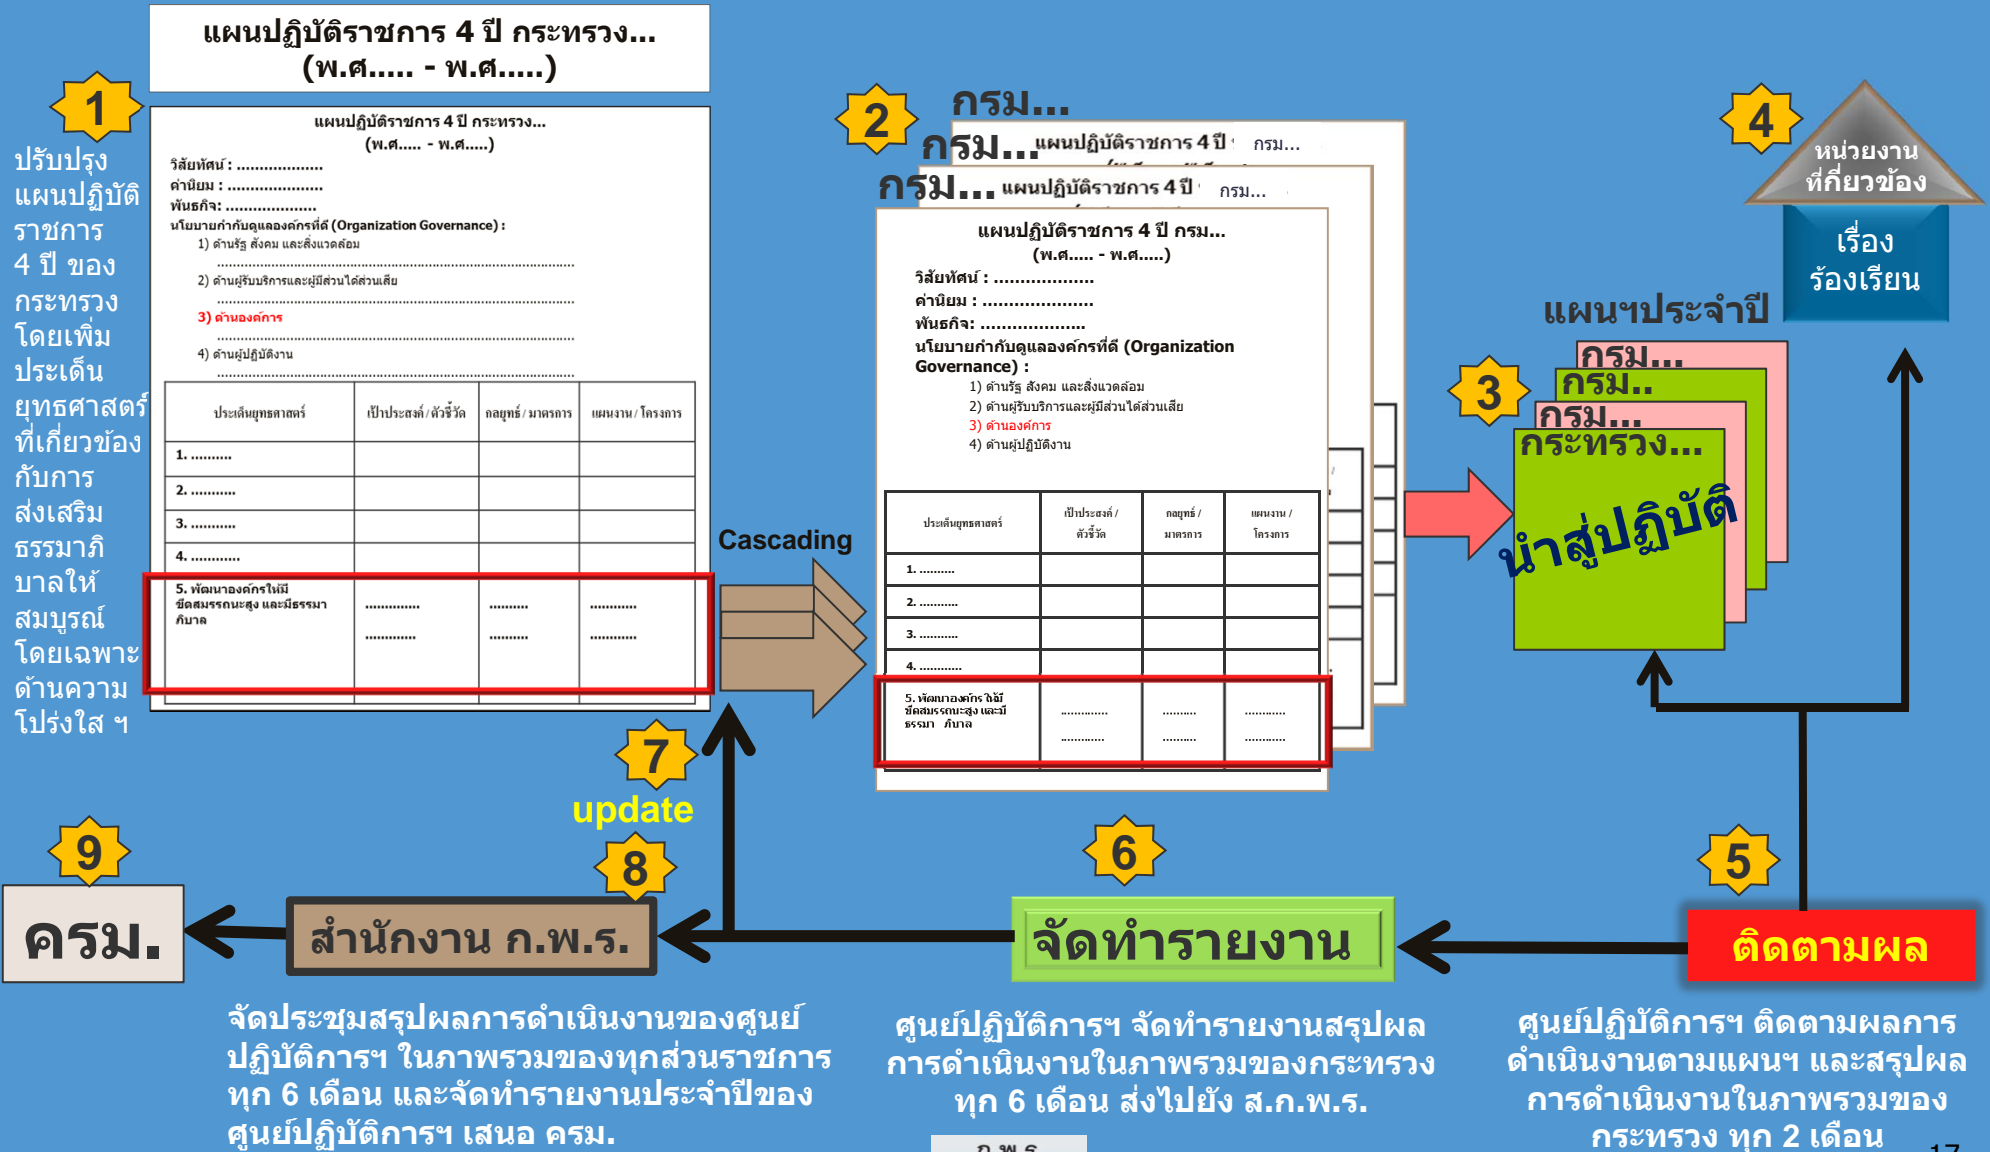 แผนปฏิบัติราชการ 4 ปี กระทรวง...
(พ.ศ..... - พ.ศ.....)
1
ปรับปรุง
แผนปฏิบัติ
ราชการ
4 ปี ของ
กระทรวง
โดยเพิ่ม
ประเด็น
ยุทธศาสตร์
ที่เกี่ยวข้อง
กับการ
ส่งเสริม
ธรรมาภิ
บาลให้
สมบูรณ์
โดยเฉพาะ
ด้านความ
โปร่งใส ฯ
แผนปฏิบัติราชการ 4 ปี กระทรวง...
(พ.ศ..... - พ.ศ.....)
วิสัยทัศน์ : ...................
ค่านิยม : .....................
พันธกิจ: ....................
นโยบายกำกับดูแลองค์กรที่ดี (Organization Governance) :
1) ด้านรัฐ สังคม และสิ่งแวดล้อม
2) ด้านผู้รับบริการและผู้มีส่วนได้ส่วนเสีย
3) ด้านองค์การ
4) ด้านผู้ปฏิบัติงาน
ประเด็นยุทธศาสตร์ เป้าประสงค์ / ตัวชี้วัด กลยุทธ์ / มาตรการ แผนงาน / โครงการ
1. ..........
2. ...........
3. ...........
4. ............
5. พัฒนาองค์กรให้มี
ขีดสมรรถนะสูง และมีธรรมา
ภิบาล
............. .......... ............
............. .......... ............
Cascading
2
กรม...
กรม...
กรม...
แผนปฏิบัติราชการ 4 ปี กรม...
แผนปฏิบัติราชการ 4 ปี กรม...
แผนปฏิบัติราชการ 4 ปี กรม...
(พ.ศ..... - พ.ศ.....)
วิสัยทัศน์ : ...................
ค่านิยม : .....................
พันธกิจ: ....................
นโยบายกำกับดูแลองค์กรที่ดี (Organization
Governance) :
1) ด้านรัฐ สังคม และสิ่งแวดล้อม
2) ด้านผู้รับบริการและผู้มีส่วนได้ส่วนเสีย
3) ด้านองค์การ
4) ด้านผู้ปฏิบัติงาน
ประเด็นยุทธศาสตร์ เป้าประสงค์ / กลยุทธ์ / แผนงาน /
ตัวชี้วัด มาตรการ โครงการ
1. ..........
2. ...........
3. ...........
4. ............
5. พัฒนาองค์กร ให้มี
ขีดสมรรถนะสูง และมี
ธรรมา ภิบาล
............. .......... ............
............. .......... ............
3
แผนฯประจำปี
กรม...
กรม..
กรม...
กระทรวง...
นำสู่ปฏิบัติ
4
หน่วยงาน
ที่กี่ยวข้อง
เรื่อง
ร้องเรียน
5
ติดตามผล
ศูนย์ปฏิบัติการฯ ติดตามผลการ
ดำเนินงานตามแผนฯ และสรุปผล
การดำเนินงานในภาพรวมของ
กระทรวง ทุก 2 เดือน
6
จัดทำรายงาน
ศูนย์ปฏิบัติการฯ จัดทำรายงานสรุปผล
การดำเนินงานในภาพรวมของกระทรวง
ทุก 6 เดือน ส่งไปยัง ส.ก.พ.ร.
7
update
8
สำนักงาน ก.พ.ร.
จัดประชุมสรุปผลการดำเนินงานของศูนย์
ปฏิบัติการฯ ในภาพรวมของทุกส่วนราชการ
ทุก 6 เดือน และจัดทำรายงานประจำปีของ
ศูนย์ปฏิบัติการฯ เสนอ ครม.
9
ครม.
17